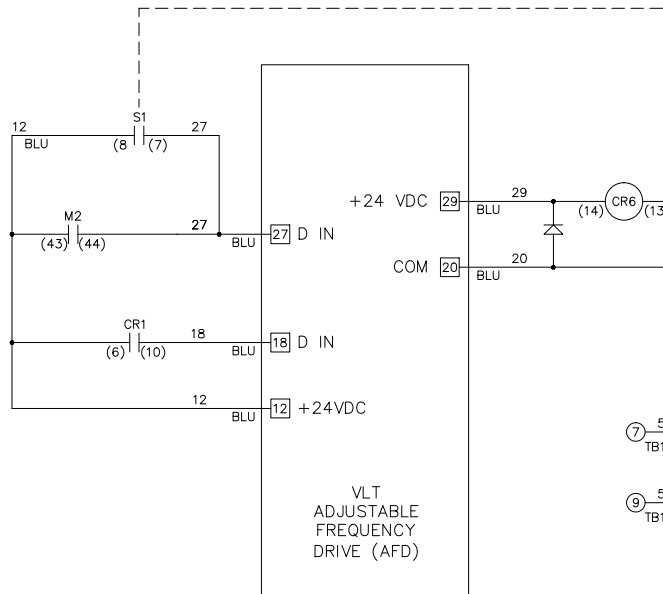 S1
12
27
BLU
(8
(7)
M2
27
(43)
(44)
BLU
27
D IN
+24 VDC
29
29
BLU
CR6
(14)
(13
COM
20
20
BLU
CR1
18
(6)
(10)
BLU
18
D IN
12
BLU
12
+24VDC
7
5
TB1
9
5
TB1
VLT
ADJUSTABLE
FREQUENCY
DRIVE (AFD)